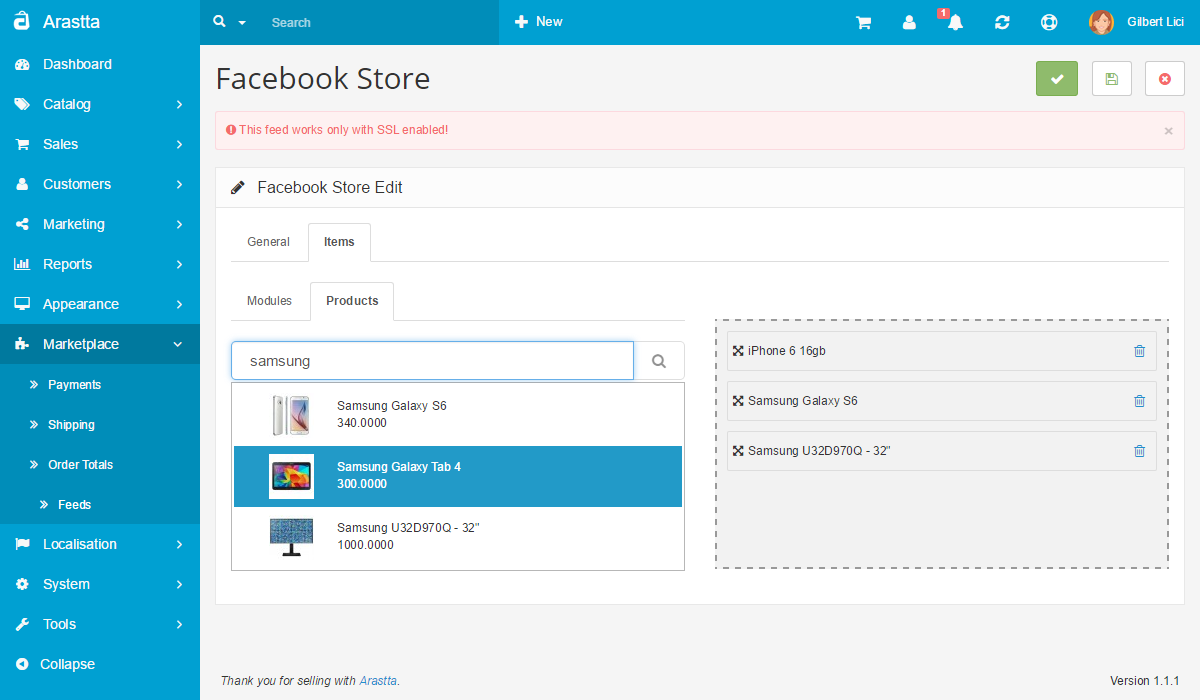 Arastta
Search
New
1
Gilbert Lici
Dashboard
Catalog
Sales
Customers
Marketing
Reports
Appearance
Marketplace
Payments
Shipping
Order Totals
Feeds
Localisation
System
Tools
Collapse
Facebook Store
This feed works only with SSL enabled!
×
Facebook Store Edit
General
Items
Modules
Products
samsung
Samsung Galaxy S6
340.0000
Samsung Galaxy Tab 4
300.0000
Samsung U32D970Q - 32"
1000.0000
iPhone 6 16gb
Samsung Galaxy S6
Samsung U32D970Q - 32"
Thank you for selling with Arastta.
Version 1.1.1